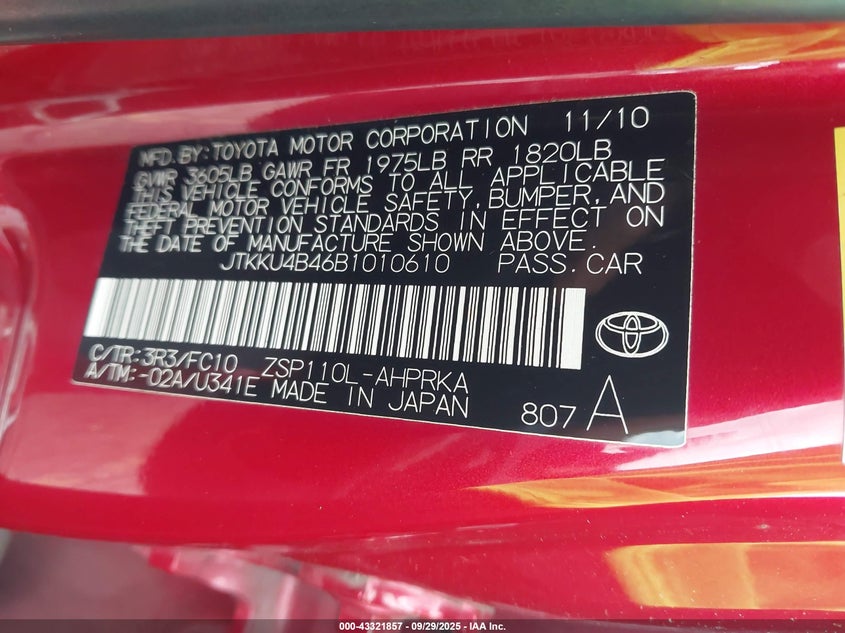 MFD. BY: TOYOTA MOTOR CORPORATION 11/10
GVWR 3605LB GAWR FR 1975LB RR 1820LB
THIS VEHICLE CONFORMS TO ALL APPLICABLE
FEDERAL MOTOR VEHICLE SAFETY, BUMPER, AND
THEFT PREVENTION STANDARDS IN EFFECT ON
THE DATE OF MANUFACTURE SHOWN ABOVE.
JTKKU4B46B1010610 PASS. CAR
C/TR: 3R3/FC10 ZSP110L-AHPRKA
A/TM: -02A/U341E MADE IN JAPAN
807 A
000-43321857 - 09/29/2025 - IAA Inc.